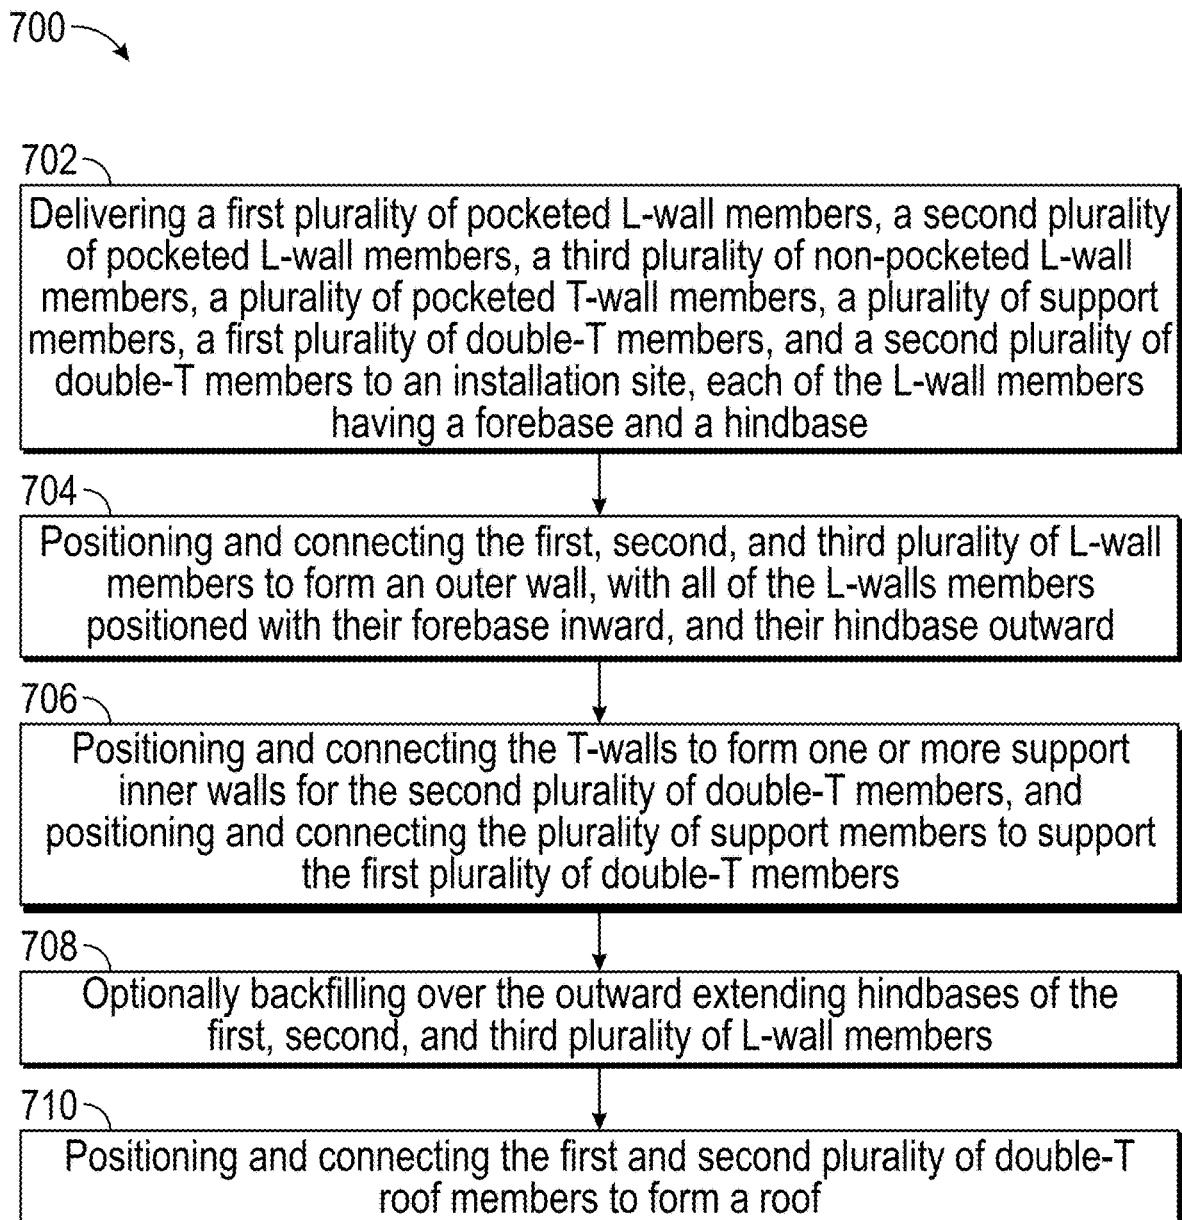 700
702
Delivering a first plurality of pocketed L-wall members, a second plurality
of pocketed L-wall members, a third plurality of non-pocketed L-wall
members, a plurality of pocketed T-wall members, a plurality of support
members, a first plurality of double-T members, and a second plurality of
double-T members to an installation site, each of the L-wall members
having a forebase and a hindbase
704
Positioning and connecting the first, second, and third plurality of L-wall
members to form an outer wall, with all of the L-walls members
positioned with their forebase inward, and their hindbase outward
706
Positioning and connecting the T-walls to form one or more support
inner walls for the second plurality of double-T members, and
positioning and connecting the plurality of support members to support
the first plurality of double-T members
708
Optionally backfilling over the outward extending hindbases of the
first, second, and third plurality of L-wall members
710
Positioning and connecting the first and second plurality of double-T
roof members to form a roof